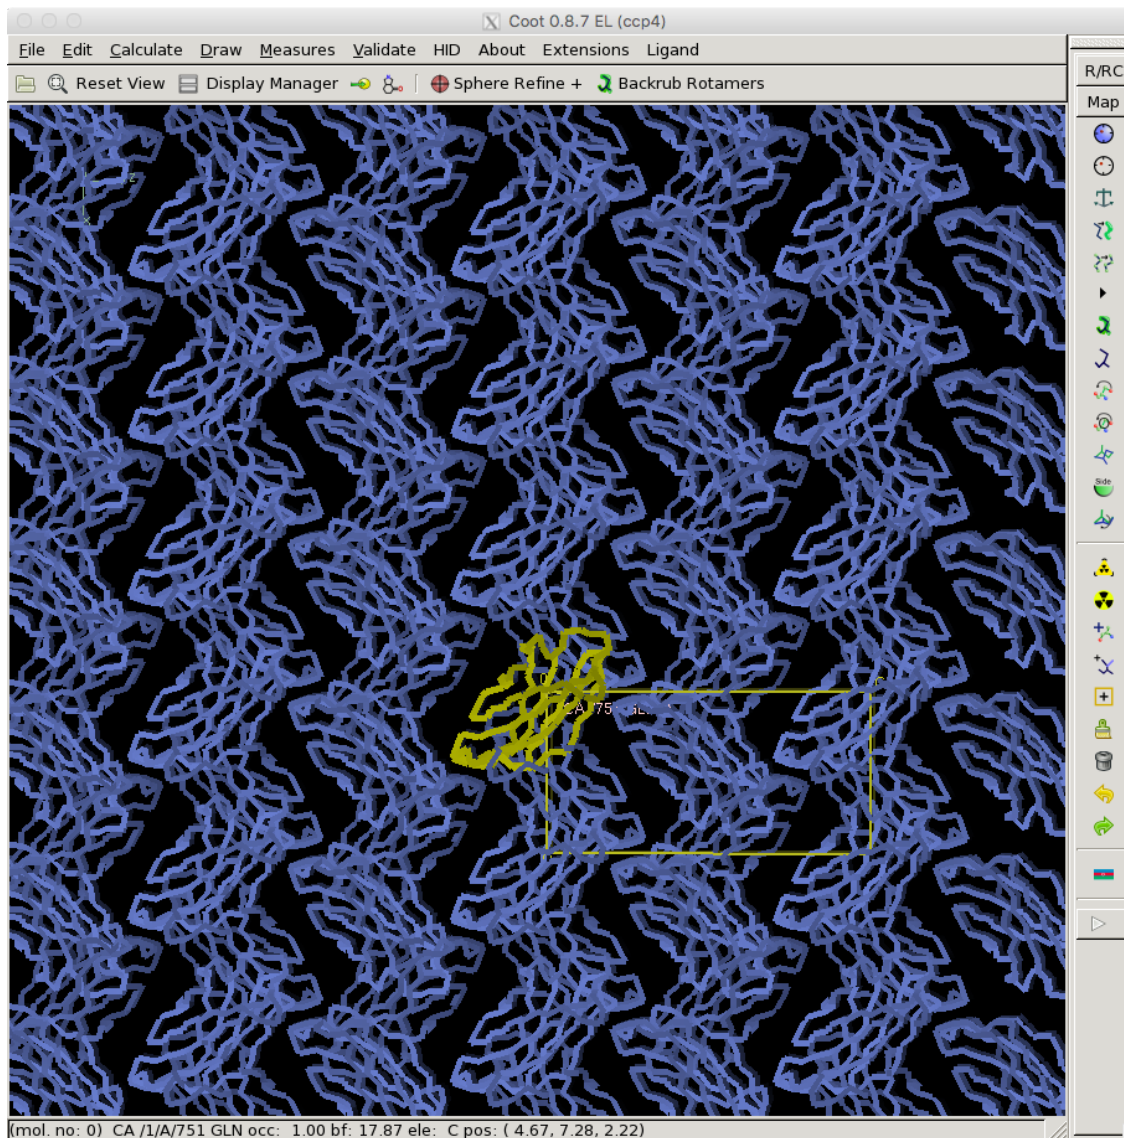 Coot 0.8.7 EL (ccp4)
File Edit Calculate Draw Measures Validate HID About Extensions Ligand
Reset View Display Manager Sphere Refine + Backrub Rotamers
R/RC
Map
Z
X
Side
(mol. no: 0) CA /1/A/751 GLN occ: 1.00 bf: 17.87 ele: C pos: ( 4.67, 7.28, 2.22)